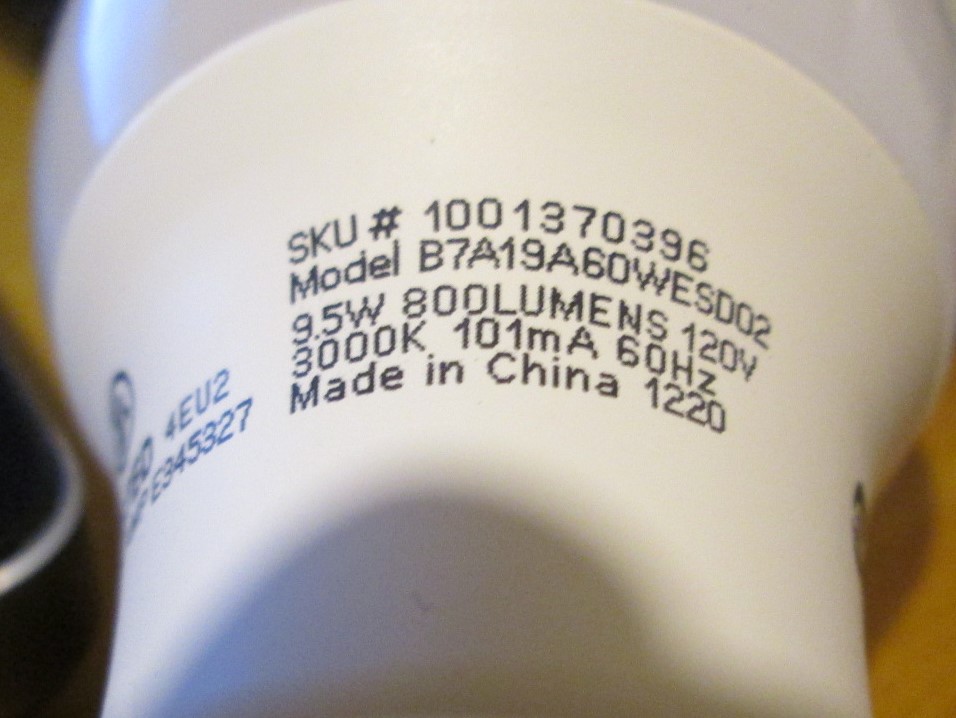 SKU # 1001370396
Model B7A19A60WESD02
9.5W 800LUMENS 120V
3000K 101mA 60Hz
Made in China 1220
4EU2
E345327